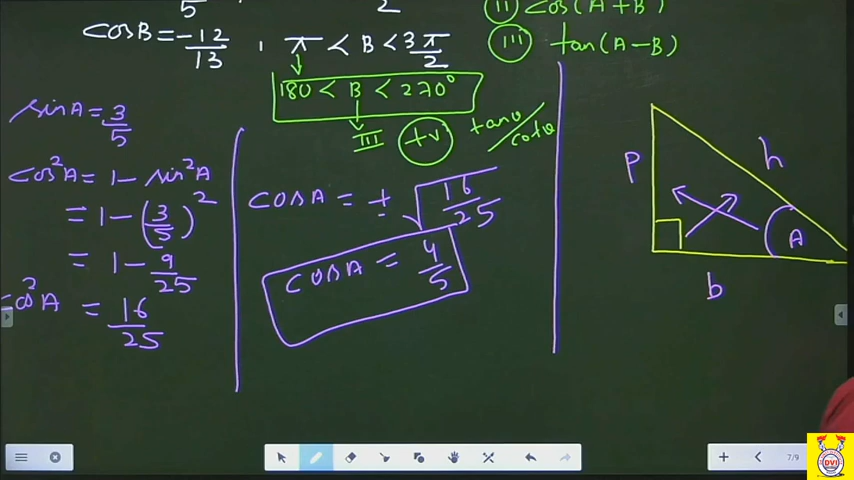 5
2
(II) cos(A+B)
cosB = -12/13 , π < B < 3π/2
(III) tan(A-B)
180 < B < 270°
III +ve tanθ/cotθ
sinA = 3/5
cos²A = 1 - sin²A
= 1 - (3/5)²
= 1 - 9/25
cos²A = 16/25
cosA = ± √16/25
cosA = 4/5
P
h
A
b
7/9
DVI